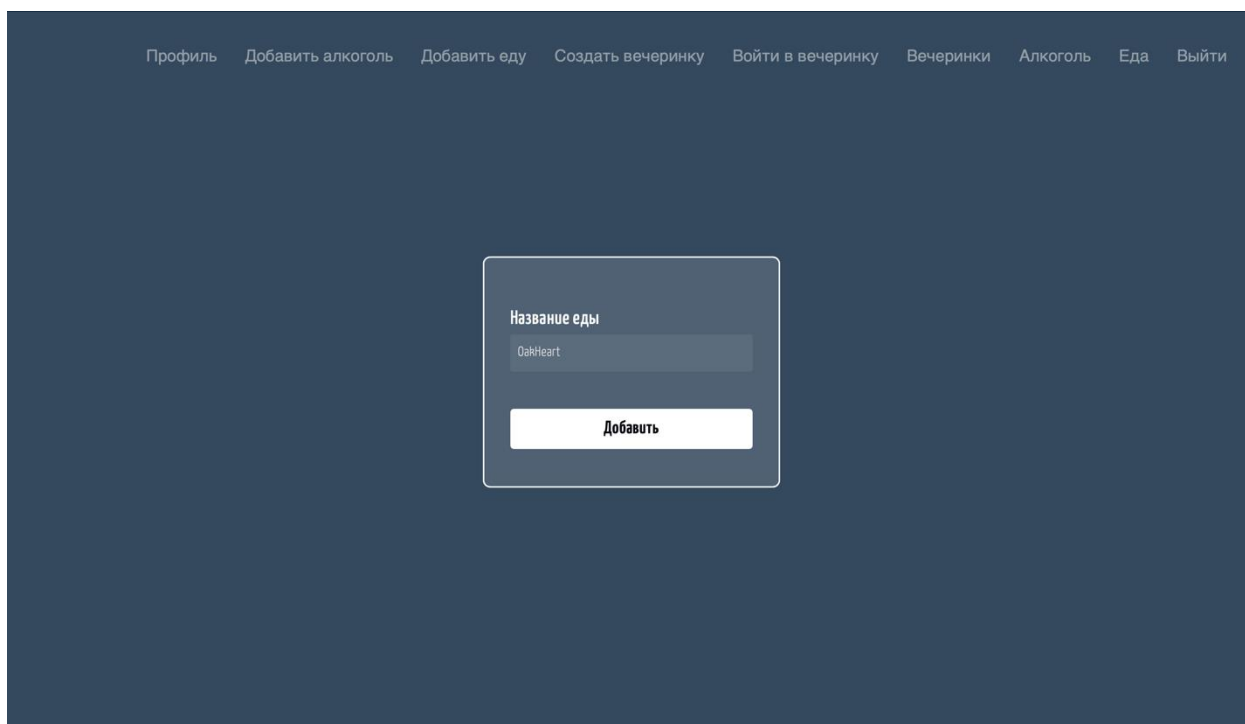 Профиль Добавить алкоголь Добавить еду Создать вечеринку Войти в вечеринку Вечеринки Алкоголь Еда Выйти
Название еды
OakHeart
Добавить